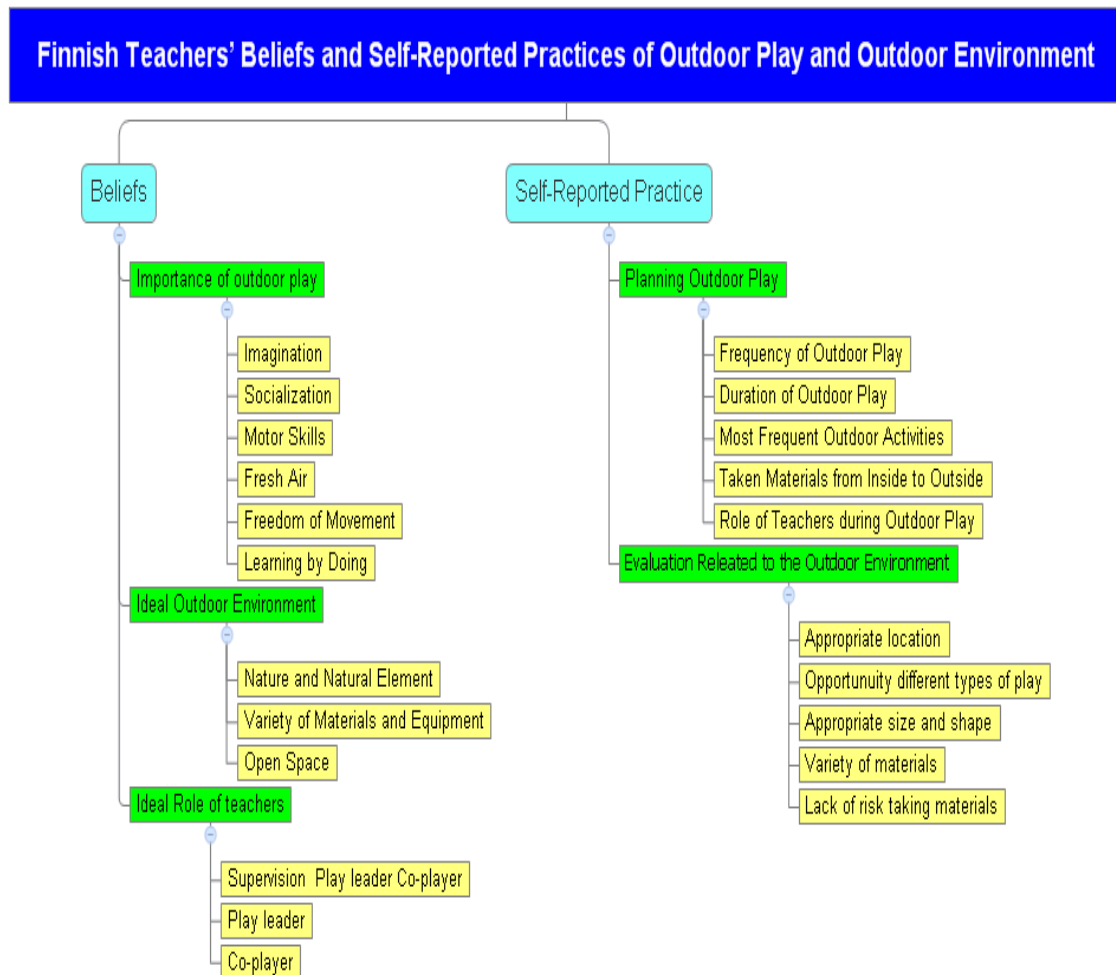 Finnish Teachers’ Beliefs and Self-Reported Practices of Outdoor Play and Outdoor Environment
Beliefs
Importance of outdoor play
Imagination
Socialization
Motor Skills
Fresh Air
Freedom of Movement
Learning by Doing
Ideal Outdoor Environment
Nature and Natural Element
Variety of Materials and Equipment
Open Space
Ideal Role of teachers
Supervision Play leader Co-player
Play leader
Co-player
Self-Reported Practice
Planning Outdoor Play
Frequency of Outdoor Play
Duration of Outdoor Play
Most Frequent Outdoor Activities
Taken Materials from Inside to Outside
Role of Teachers during Outdoor Play
Evaluation Releated to the Outdoor Environment
Appropriate location
Opportunuity different types of play
Appropriate size and shape
Variety of materials
Lack of risk taking materials